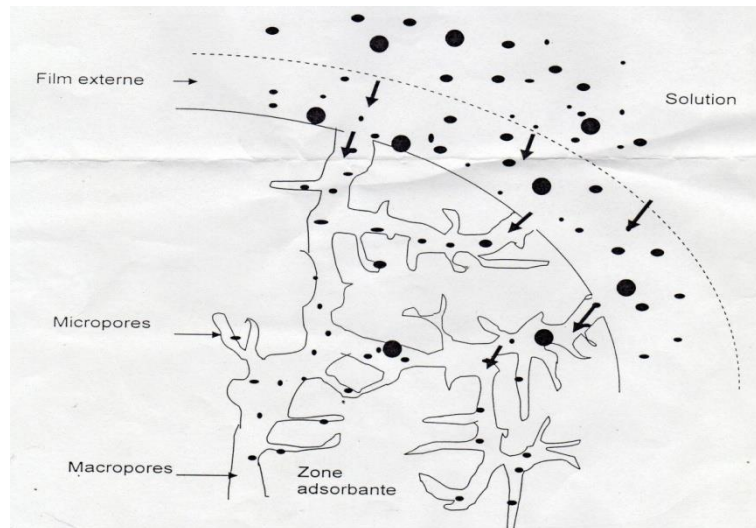 Film externe
Solution
Micropores
Macropores
Zone
adsorbante